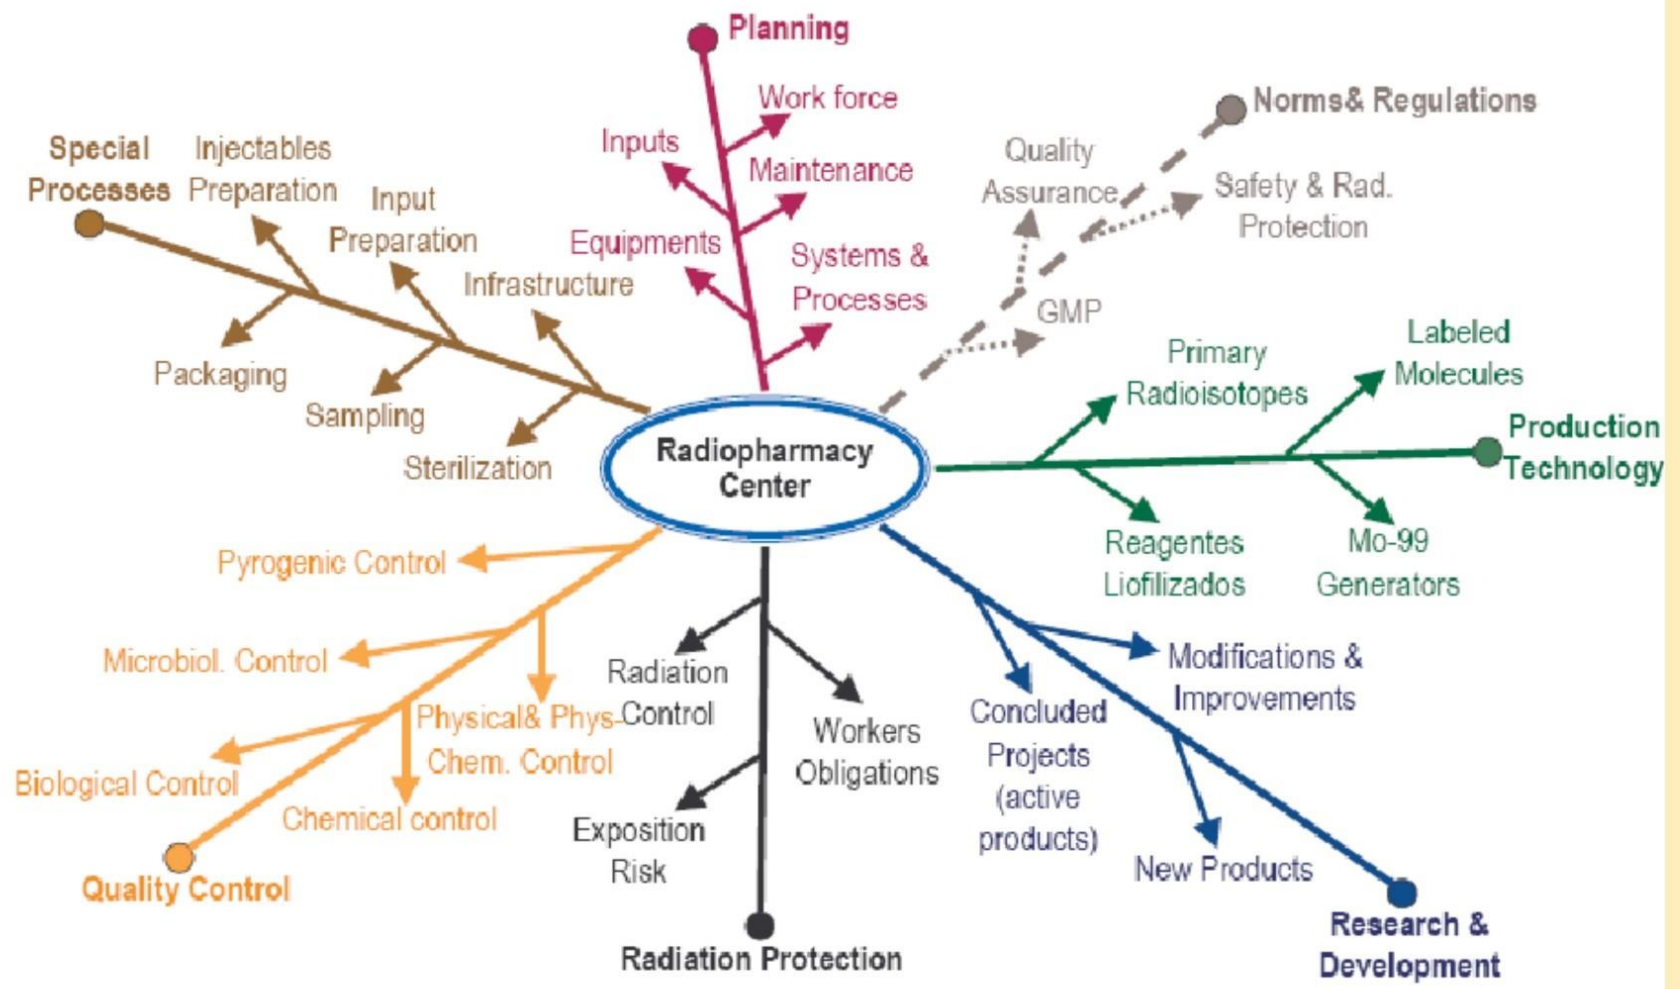 Planning
Work force
Inputs
Maintenance
Equipments
Systems &
Processes
Norms& Regulations
Quality
Assurance
Safety & Rad.
Protection
GMP
Special
Processes
Injectables
Preparation
Input
Preparation
Infrastructure
Packaging
Sampling
Sterilization
Radiopharmacy
Center
Primary
Radioisotopes
Labeled
Molecules
Production
Technology
Reagentes
Liofilizados
Mo-99
Generators
Pyrogenic Control
Microbiol. Control
Physical& Phys-
Chem. Control
Biological Control
Chemical control
Quality Control
Radiation
Control
Workers
Obligations
Exposition
Risk
Radiation Protection
Modifications &
Improvements
Concluded
Projects
(active
products)
New Products
Research &
Development